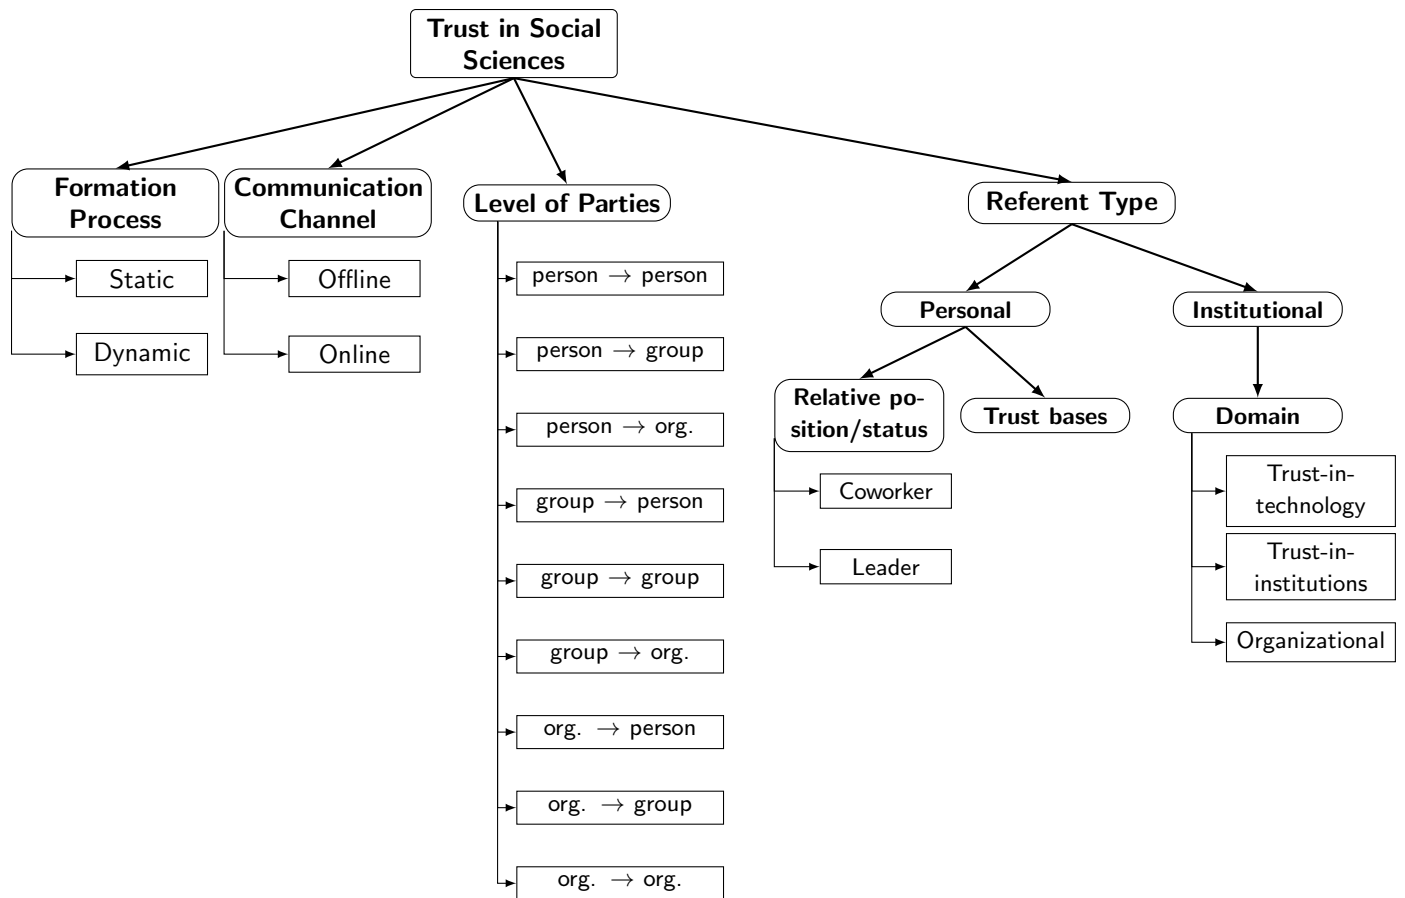 Trust in Social
Sciences
Formation
Process
Static
Dynamic
Communication
Channel
Offline
Online
Level of Parties
person → person
person → group
person → org.
group → person
group → group
group → org.
org. → person
org. → group
org. → org.
Referent Type
Personal
Relative po-
sition/status
Coworker
Leader
Trust bases
Institutional
Domain
Trust-in-
technology
Trust-in-
institutions
Organizational